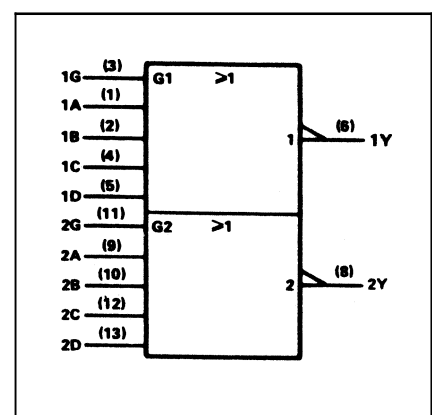 1G (3) G1 ≥1
1A (1)
1B (2) 1 (6) 1Y
1C (4)
1D (5)
2G (11) G2 ≥1
2A (9)
2B (10) 2 (8) 2Y
2C (12)
2D (13)